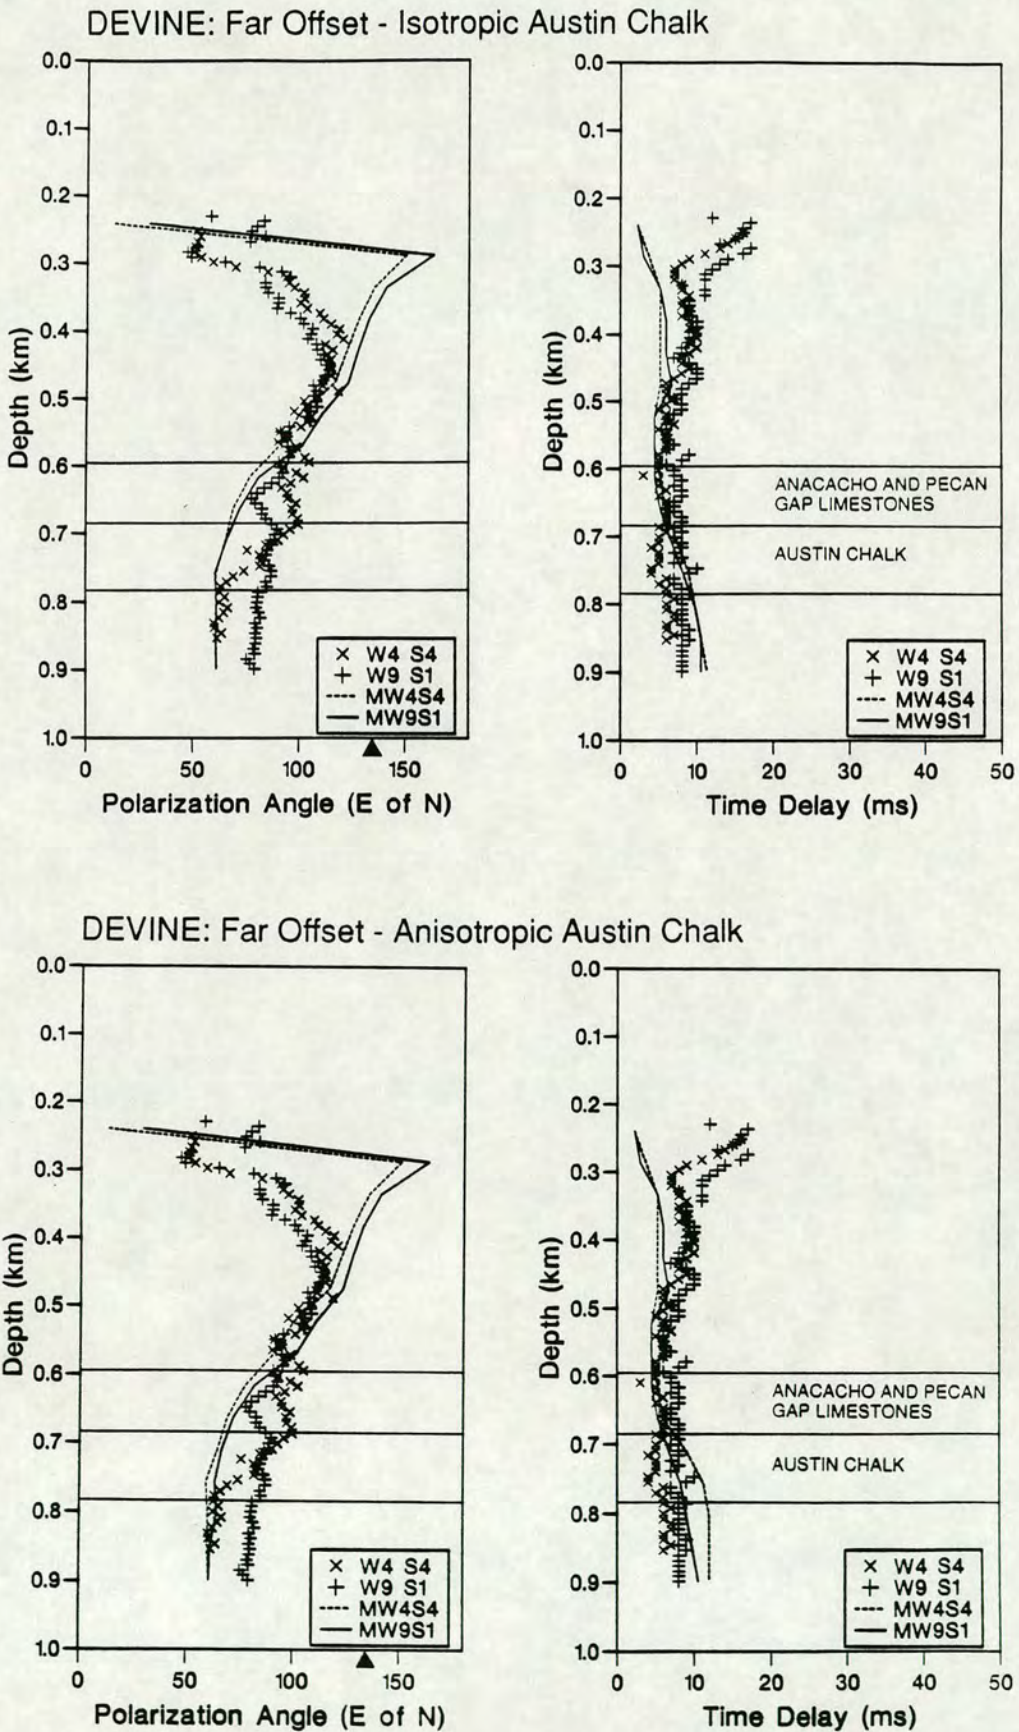 DEVINE: Far Offset - Isotropic Austin Chalk
0.0
0.1
0.2
0.3
0.4
0.5
0.6
0.7
0.8
0.9
1.0
Depth (km)
0 50 100 150
Polarization Angle (E of N)
× W4 S4
+ W9 S1
---- MW4S4
— MW9S1
0.0
0.1
0.2
0.3
0.4
0.5
0.6
0.7
0.8
0.9
1.0
Depth (km)
ANACACHO AND PECAN
GAP LIMESTONES
AUSTIN CHALK
× W4 S4
+ W9 S1
---- MW4S4
— MW9S1
0 10 20 30 40 50
Time Delay (ms)
DEVINE: Far Offset - Anisotropic Austin Chalk
0.0
0.1
0.2
0.3
0.4
0.5
0.6
0.7
0.8
0.9
1.0
Depth (km)
× W4 S4
+ W9 S1
---- MW4S4
— MW9S1
0 50 100 150
Polarization Angle (E of N)
0.0
0.1
0.2
0.3
0.4
0.5
0.6
0.7
0.8
0.9
1.0
Depth (km)
ANACACHO AND PECAN
GAP LIMESTONES
AUSTIN CHALK
× W4 S4
+ W9 S1
---- MW4S4
— MW9S1
0 10 20 30 40 50
Time Delay (ms)